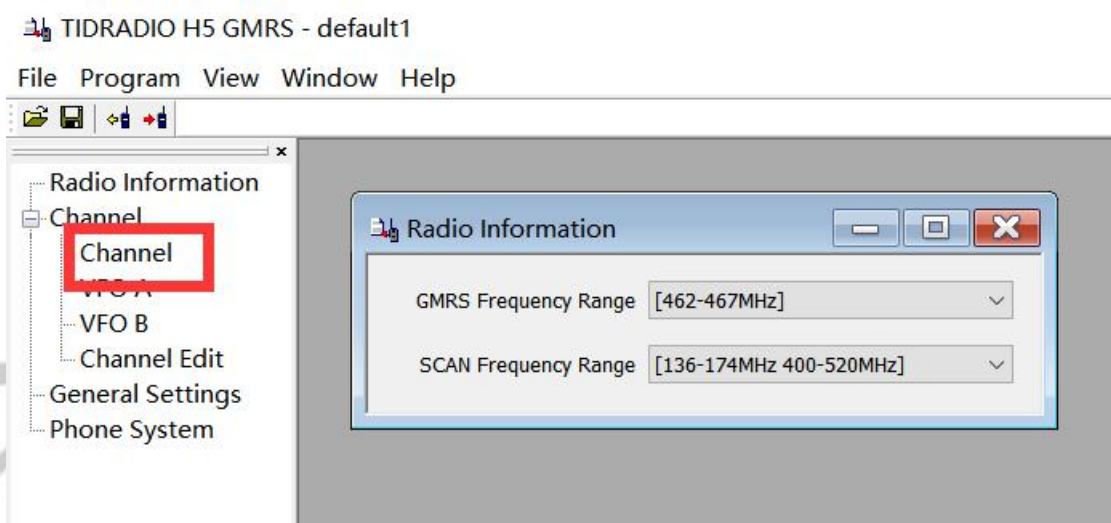 TIDRADIO H5 GMRS - default1
File Program View Window Help
Radio Information
Channel
Channel
VFO A
VFO B
Channel Edit
General Settings
Phone System
Radio Information
GMRS Frequency Range [462-467MHz]
SCAN Frequency Range [136-174MHz 400-520MHz]